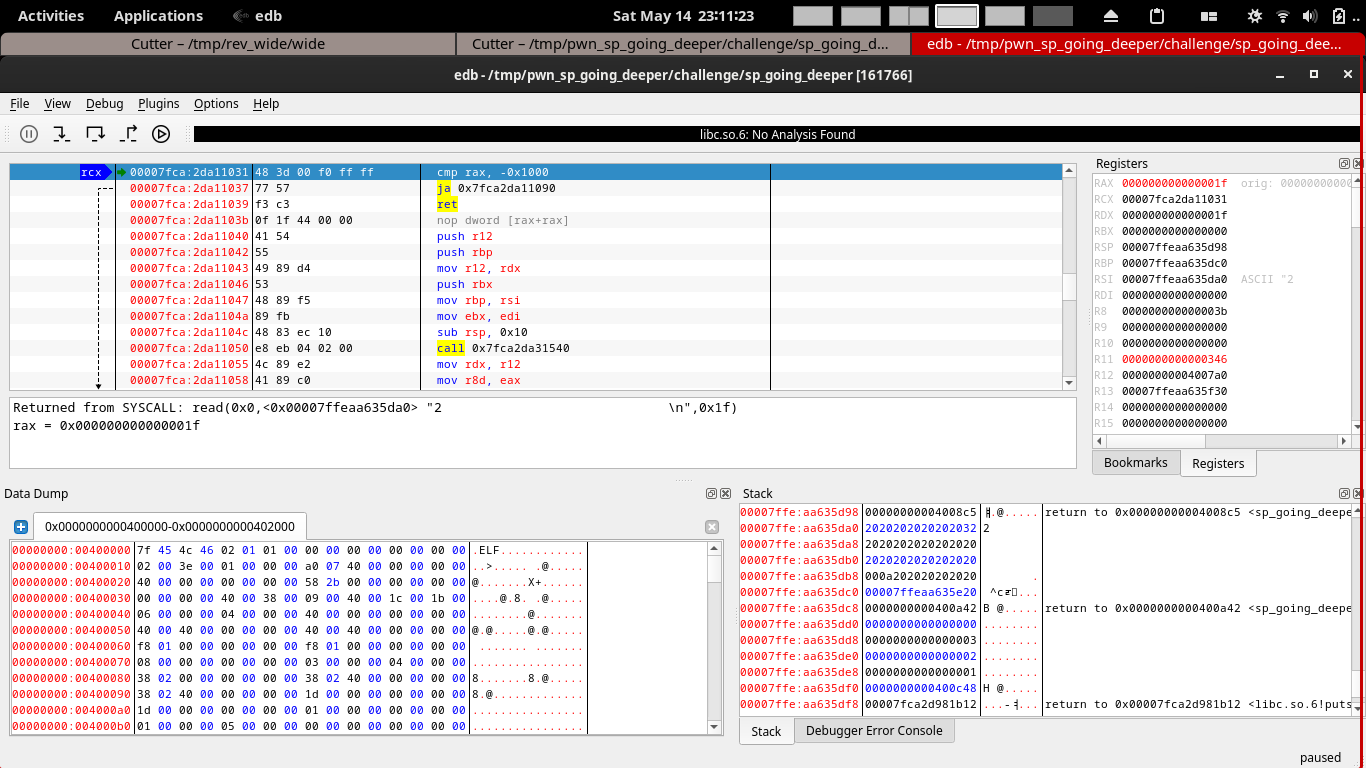 Activities Applications edb Sat May 14 23:11:23
Cutter – /tmp/rev_wide/wide Cutter – /tmp/pwn_sp_going_deeper/challenge/sp_going_d... edb - /tmp/pwn_sp_going_deeper/challenge/sp_going_dee...
edb - /tmp/pwn_sp_going_deeper/challenge/sp_going_deeper [161766]
File View Debug Plugins Options Help
libc.so.6: No Analysis Found
rcx 00007fca:2da11031 48 3d 00 f0 ff ff cmp rax, -0x1000
00007fca:2da11037 77 57 ja 0x7fca2da11090
00007fca:2da11039 f3 c3 ret
00007fca:2da1103b 0f 1f 44 00 00 nop dword [rax+rax]
00007fca:2da11040 41 54 push r12
00007fca:2da11042 55 push rbp
00007fca:2da11043 49 89 d4 mov r12, rdx
00007fca:2da11046 53 push rbx
00007fca:2da11047 48 89 f5 mov rbp, rsi
00007fca:2da1104a 89 fb mov ebx, edi
00007fca:2da1104c 48 83 ec 10 sub rsp, 0x10
00007fca:2da11050 e8 eb 04 02 00 call 0x7fca2da31540
00007fca:2da11055 4c 89 e2 mov rdx, r12
00007fca:2da11058 41 89 c0 mov r8d, eax
Returned from SYSCALL: read(0x0,<0x00007ffeaa635da0> "2 \n",0x1f)
rax = 0x000000000000001f
Registers
RAX 000000000000001f orig: 00000000000
RCX 00007fca2da11031
RDX 000000000000001f
RBX 0000000000000000
RSP 00007ffeaa635d98
RBP 00007ffeaa635dc0
RSI 00007ffeaa635da0 ASCII "2
RDI 0000000000000000
R8 000000000000003b
R9 0000000000000000
R10 0000000000000000
R11 0000000000000346
R12 00000000004007a0
R13 00007ffeaa635f30
R14 0000000000000000
R15 0000000000000000
Bookmarks Registers
Data Dump
0x0000000000400000-0x0000000000402000
00000000:00400000 7f 45 4c 46 02 01 01 00 00 00 00 00 00 00 00 00 .ELF............
00000000:00400010 02 00 3e 00 01 00 00 00 a0 07 40 00 00 00 00 00 ..>..... .@.....
00000000:00400020 40 00 00 00 00 00 00 00 58 2b 00 00 00 00 00 00 @.......X+......
00000000:00400030 00 00 00 00 40 00 38 00 09 00 40 00 1c 00 1b 00 ....@.8. .@.....
00000000:00400040 06 00 00 00 04 00 00 00 40 00 00 00 00 00 00 00 ........@.......
00000000:00400050 40 00 40 00 00 00 00 00 40 00 40 00 00 00 00 00 @.@.....@.@.....
00000000:00400060 f8 01 00 00 00 00 00 00 f8 01 00 00 00 00 00 00 ....... .......
00000000:00400070 08 00 00 00 00 00 00 00 03 00 00 00 04 00 00 00 ................
00000000:00400080 38 02 00 00 00 00 00 00 38 02 40 00 00 00 00 00 8.......8.@.....
00000000:00400090 38 02 40 00 00 00 00 00 1d 00 00 00 00 00 00 00 8.@.............
00000000:004000a0 1d 00 00 00 00 00 00 00 01 00 00 00 00 00 00 00 ................
00000000:004000b0 01 00 00 00 05 00 00 00 00 00 00 00 00 00 00 00 ................
Stack
00007ffe:aa635d98 00000000004008c5 .@..... return to 0x00000000004008c5 <sp_going_deepe
00007ffe:aa635da0 2020202020202032 2
00007ffe:aa635da8 2020202020202020
00007ffe:aa635db0 2020202020202020
00007ffe:aa635db8 000a202020202020 .
00007ffe:aa635dc0 00007ffeaa635e20 ^c
00007ffe:aa635dc8 0000000000400a42 B @..... return to 0x0000000000400a42 <sp_going_deepe
00007ffe:aa635dd0 0000000000000000 ........
00007ffe:aa635dd8 0000000000000003 ........
00007ffe:aa635de0 0000000000000002 ........
00007ffe:aa635de8 0000000000000001 ........
00007ffe:aa635df0 0000000000400c48 H @.....
00007ffe:aa635df8 00007fca2d981b12 return to 0x00007fca2d981b12 <libc.so.6!puts
Stack Debugger Error Console
paused